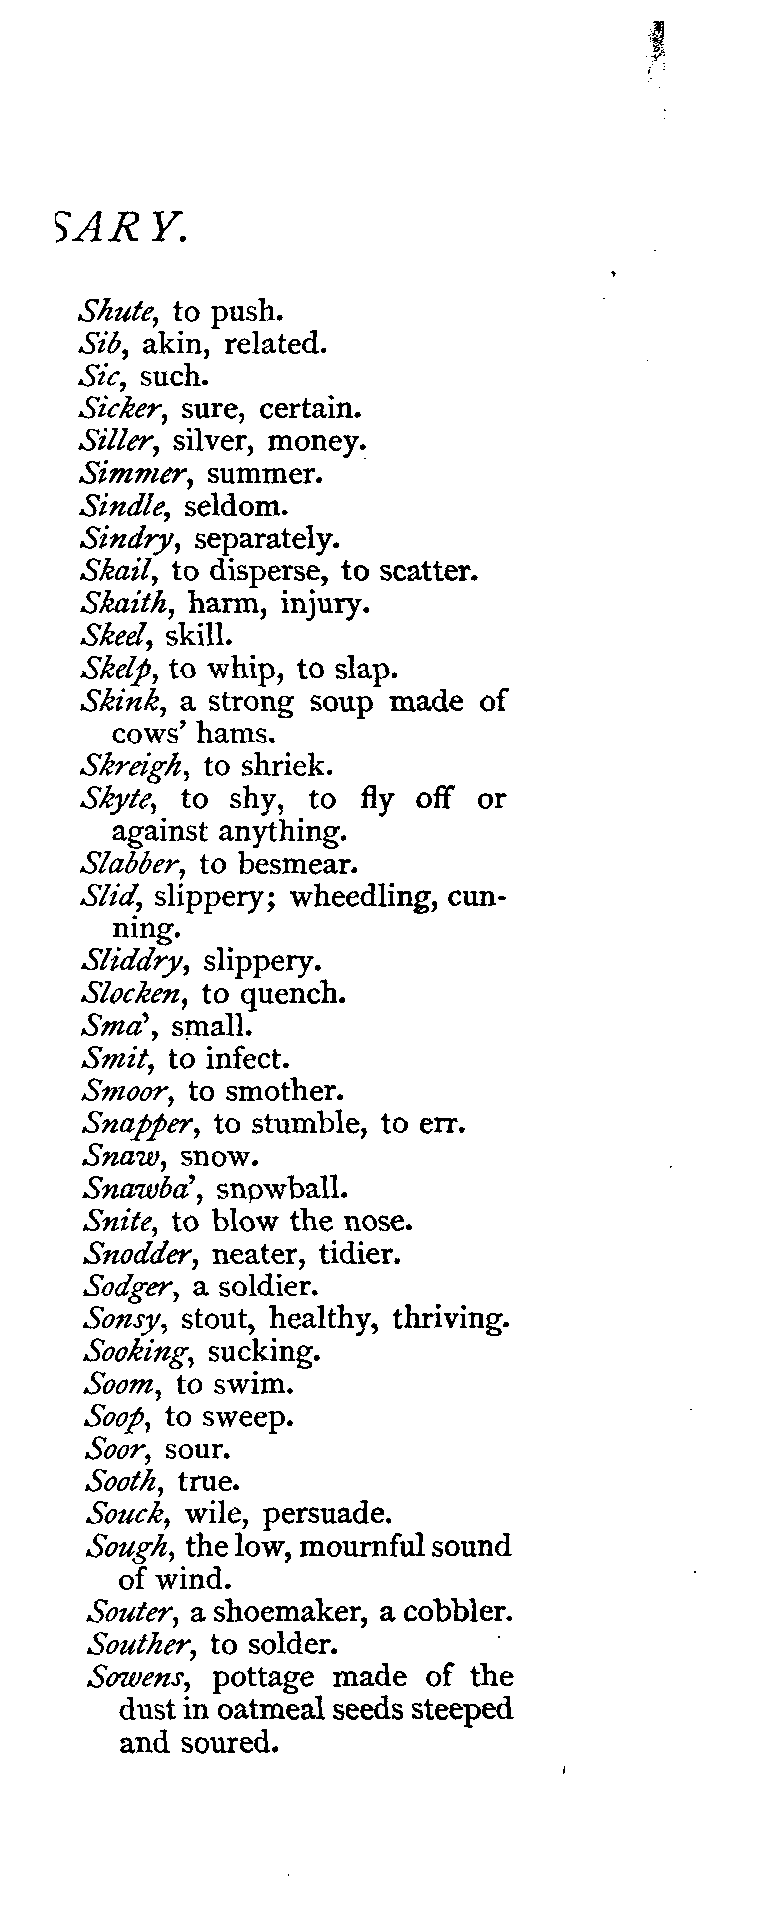 SARY.
Shute, to push.
Sib, akin, related.
Sic, such.
Sicker, sure, certain.
Siller, silver, money.
Simmer, summer.
Sindle, seldom.
Sindry, separately.
Skail, to disperse, to scatter.
Skaith, harm, injury.
Skeel, skill.
Skelp, to whip, to slap.
Skink, a strong soup made of
cows' hams.
Skreigh, to shriek.
Skyte, to shy, to fly off or
against anything.
Slabber, to besmear.
Slid, slippery; wheedling, cun-
ning.
Sliddry, slippery.
Slocken, to quench.
Sma', small.
Smit, to infect.
Smoor, to smother.
Snapper, to stumble, to err.
Snaw, snow.
Snawba', snowball.
Snite, to blow the nose.
Snodder, neater, tidier.
Sodger, a soldier.
Sonsy, stout, healthy, thriving.
Sooking, sucking.
Soom, to swim.
Soop, to sweep.
Soor, sour.
Sooth, true.
Souck, wile, persuade.
Sough, the low, mournful sound
of wind.
Souter, a shoemaker, a cobbler.
Souther, to solder.
Sowens, pottage made of the
dust in oatmeal seeds steeped
and soured.